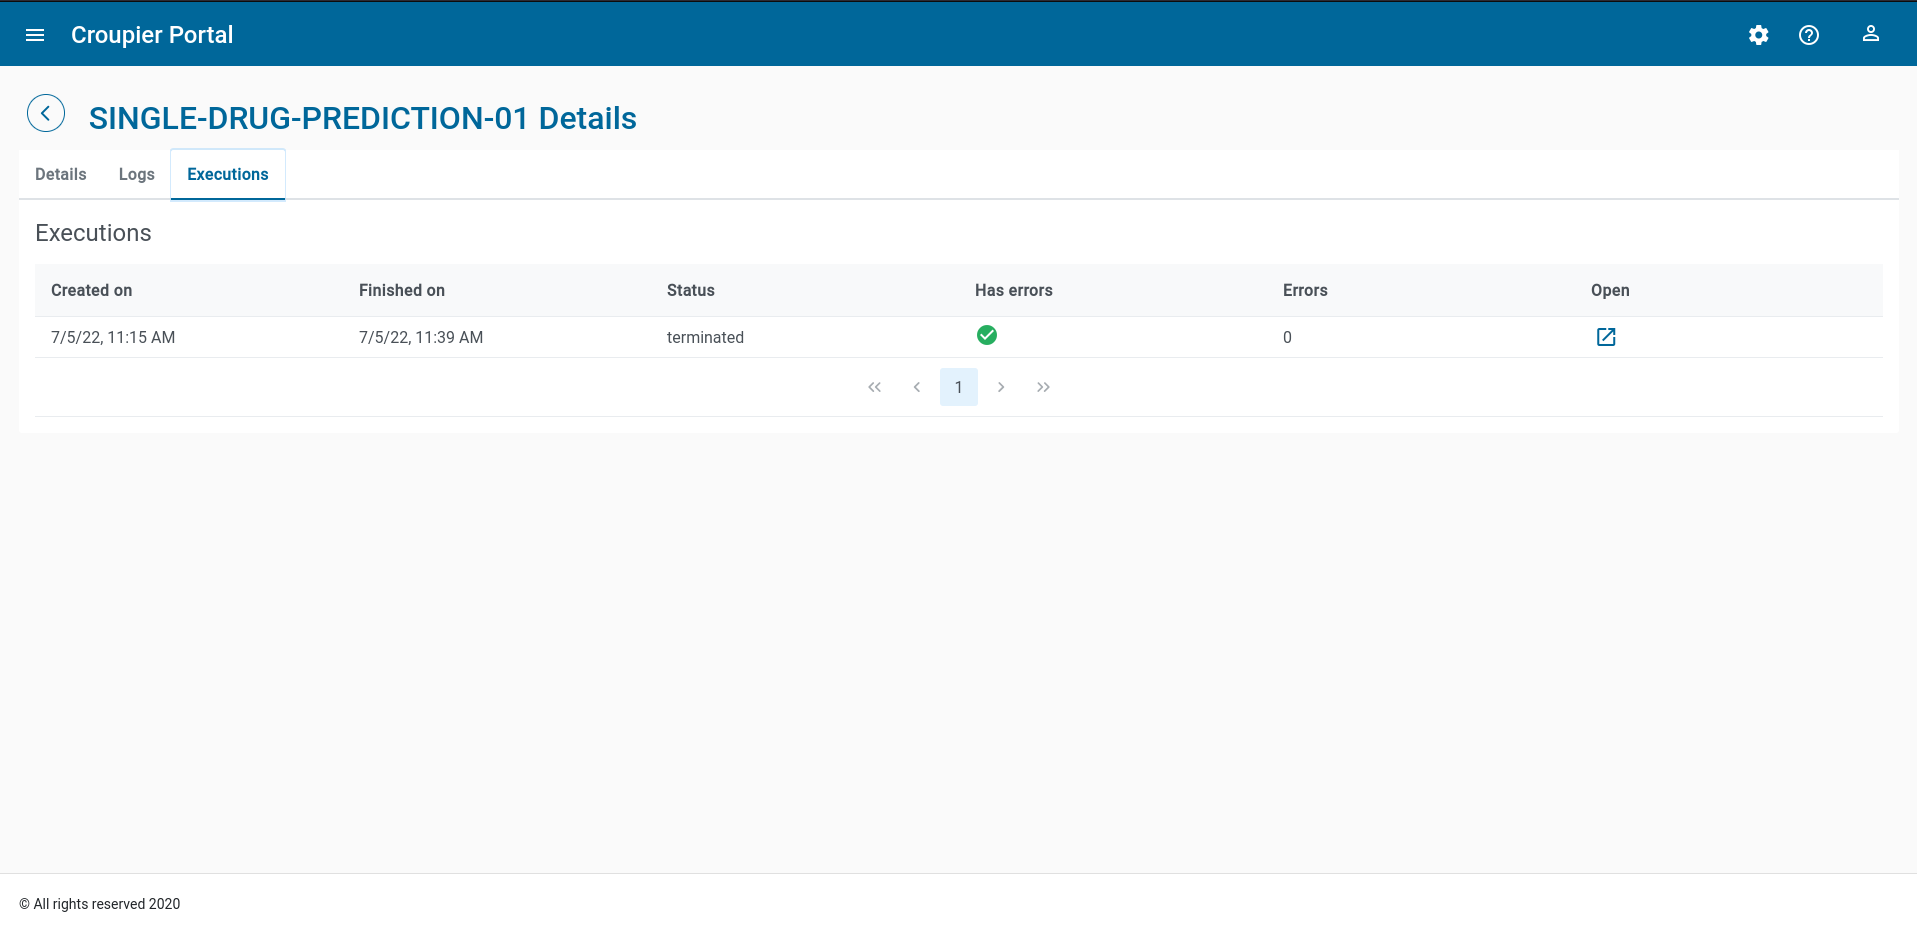 Croupier Portal
SINGLE-DRUG-PREDICTION-01 Details
Details Logs Executions
Executions
Created on Finished on Status Has errors Errors Open
7/5/22, 11:15 AM 7/5/22, 11:39 AM terminated 0
1
© All rights reserved 2020